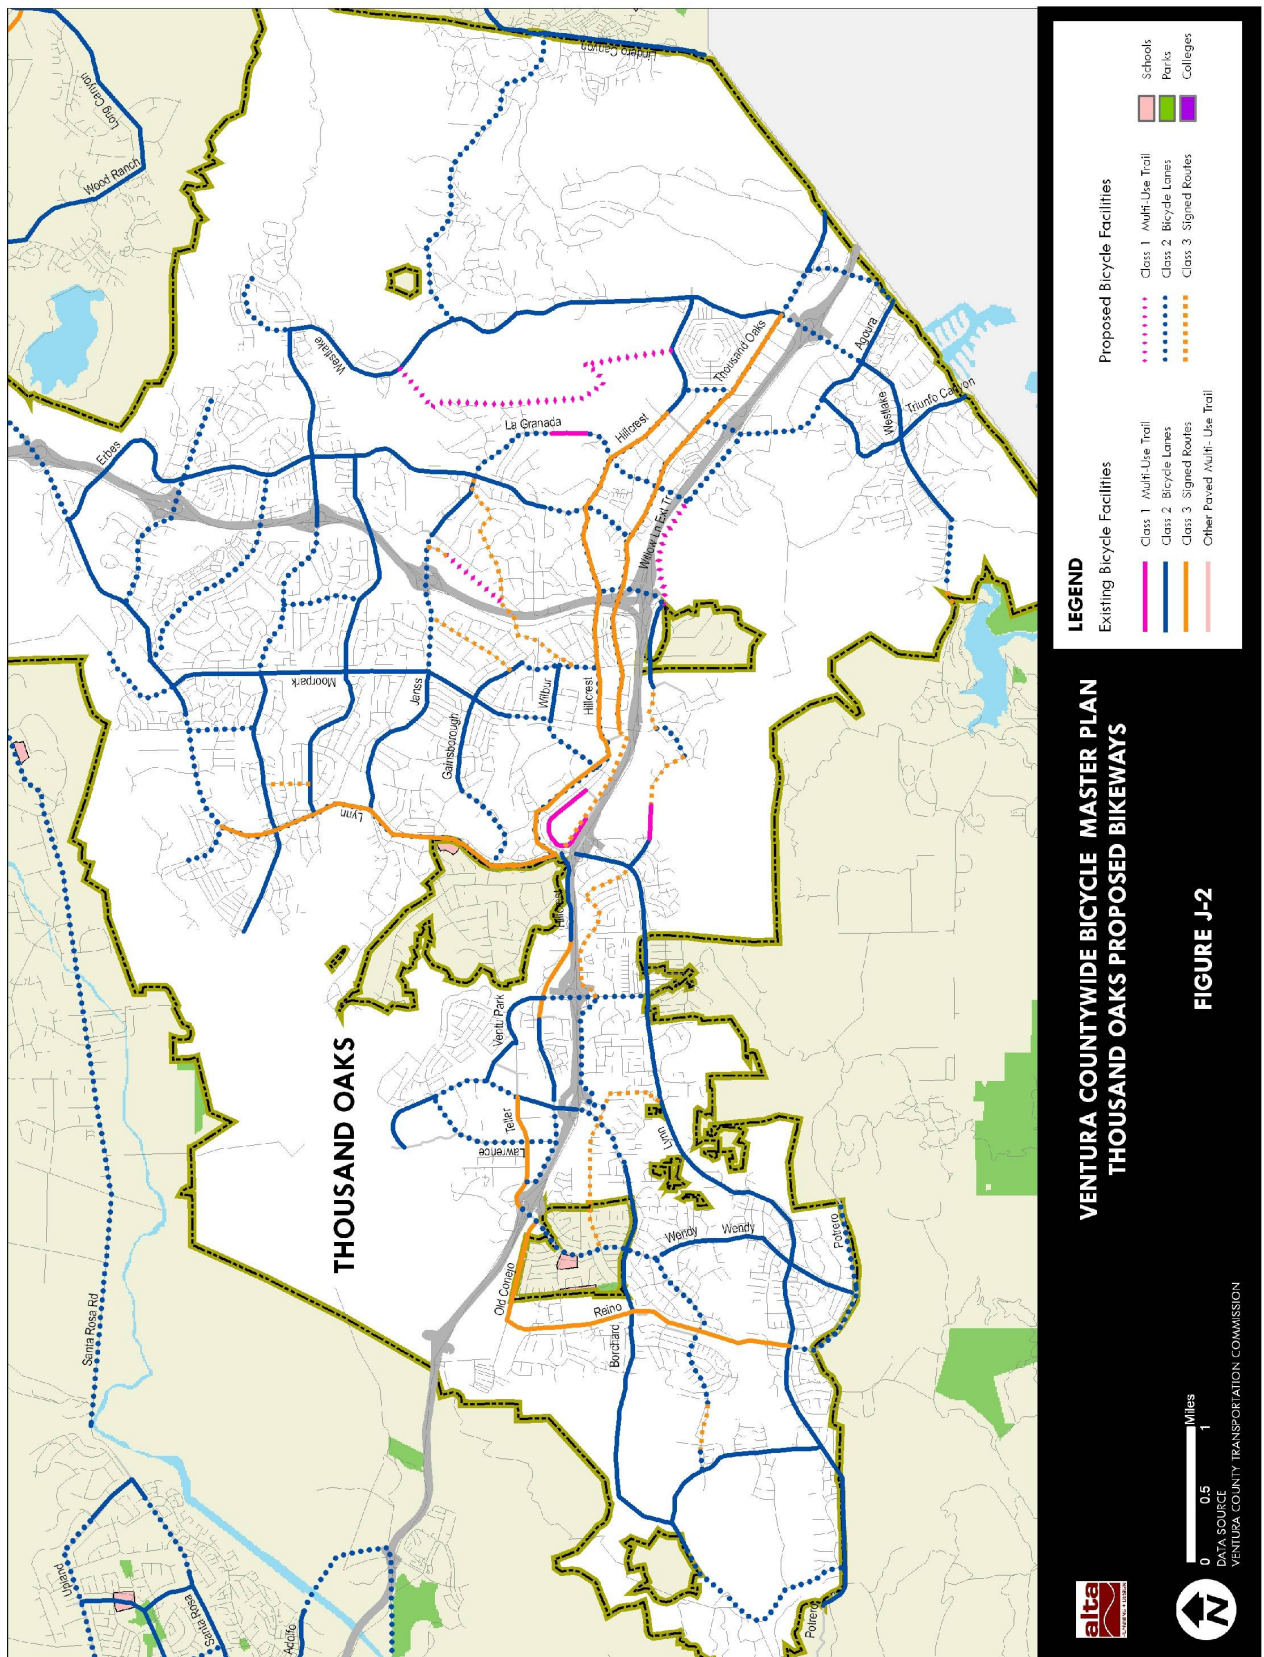 THOUSAND OAKS
Lindero Canyon
Long Canyon
Wood Ranch
Erbes
Westlake
La Granada
Hillcrest
Thousand Oaks
Agoura
Westlake
Triunfo Canyon
Willow Ln Ext Tr
Moorpark
Janss
Gainsborough
Wilbur
Hillcrest
Lynn
Hillcrest
Ventu Park
Teller
Lawrence
Lynn
Wendy
Wendy
Potrero
Old Conejo
Reino
Borchard
Potrero
Santa Rosa Rd
Upland
Santa Rosa
Adolfo
alta
PLANNING + DESIGN
N
0 0.5 1
Miles
DATA SOURCE
VENTURA COUNTY TRANSPORTATION COMMISSION
VENTURA COUNTYWIDE BICYCLE MASTER PLAN
THOUSAND OAKS PROPOSED BIKEWAYS
FIGURE J-2
LEGEND
Existing Bicycle Facilities
Class 1 Multi-Use Trail
Class 2 Bicycle Lanes
Class 3 Signed Routes
Other Paved Multi- Use Trail
Proposed Bicycle Facilities
Class 1 Multi-Use Trail
Class 2 Bicycle Lanes
Class 3 Signed Routes
Schools
Parks
Colleges